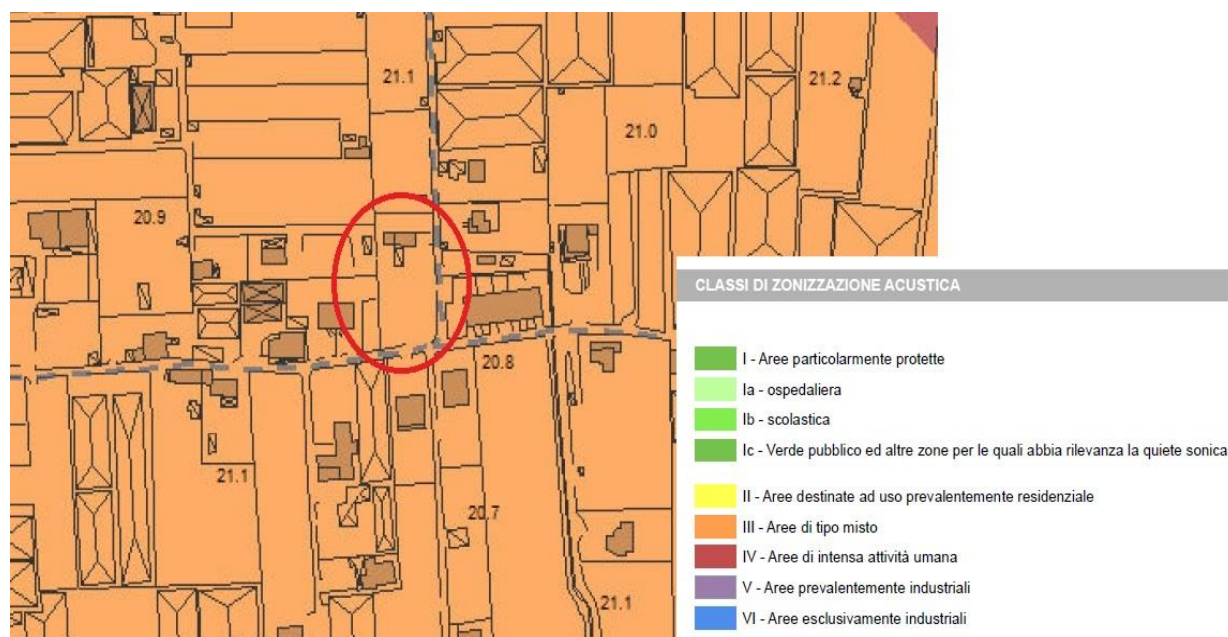 21.1
21.2
21.0
20.9
20.8
21.1
20.7
21.1
CLASSI DI ZONIZZAZIONE ACUSTICA
I - Aree particolarmente protette
Ia - ospedaliera
Ib - scolastica
Ic - Verde pubblico ed altre zone per le quali abbia rilevanza la quiete sonica
II - Aree destinate ad uso prevalentemente residenziale
III - Aree di tipo misto
IV - Aree di intensa attività umana
V - Aree prevalentemente industriali
VI - Aree esclusivamente industriali